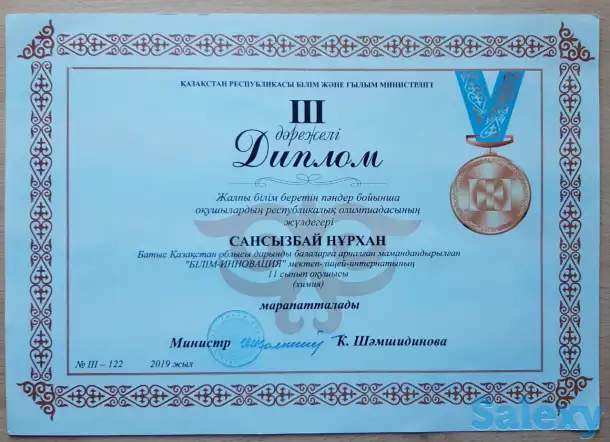 ҚАЗАҚСТАН РЕСПУБЛИКАСЫ БІЛІМ ЖӘНЕ ҒЫЛЫМ МИНИСТРЛІГІ
III
дәрежелі
Диплом
Жалпы білім беретін пәндер бойынша
оқушылардың республикалық олимпиадасының
жүлдегері
САНСЫЗБАЙ НҰРХАН
Батыс Қазақстан облысы дарынды балаларға арналған мамандандырылған
"БІЛІМ-ИННОВАЦИЯ" мектеп-лицей-интернатының
11 сынып оқушысы
(химия)
марапатталады
Министр К. Шәмшидинова
№ III – 122 2019 жыл
Salexy